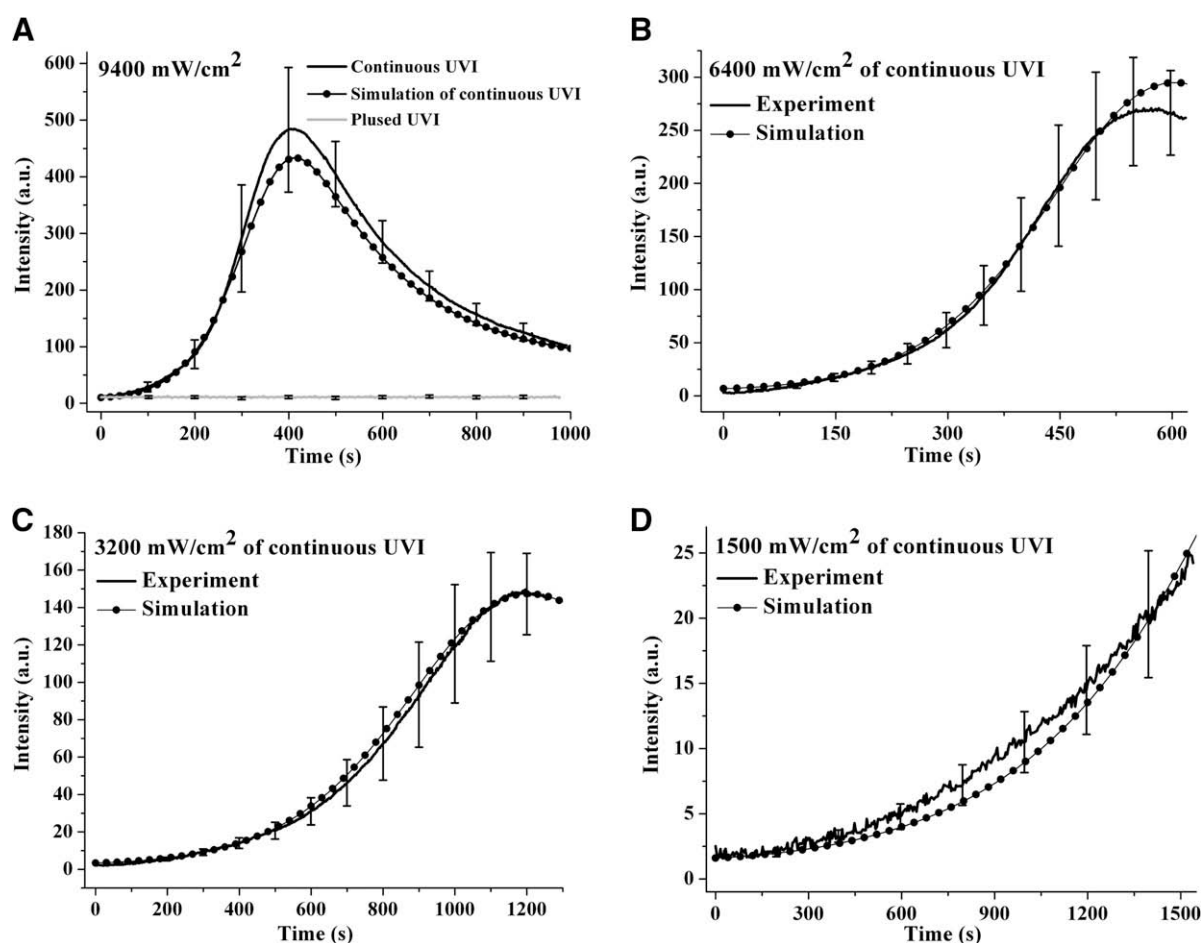 A
9400 mW/cm²
Continuous UVI
Simulation of continuous UVI
Plused UVI
Intensity (a.u.)
600
500
400
300
200
100
0
0 200 400 600 800 1000
Time (s)
B
6400 mW/cm² of continuous UVI
Experiment
Simulation
Intensity (a.u.)
300
250
200
150
100
50
0
0 150 300 450 600
Time (s)
C
3200 mW/cm² of continuous UVI
Experiment
Simulation
Intensity (a.u.)
180
160
140
120
100
80
60
40
20
0
0 200 400 600 800 1000 1200
Time (s)
D
1500 mW/cm² of continuous UVI
Experiment
Simulation
Intensity (a.u.)
25
20
15
10
5
0
0 300 600 900 1200 1500
Time (s)